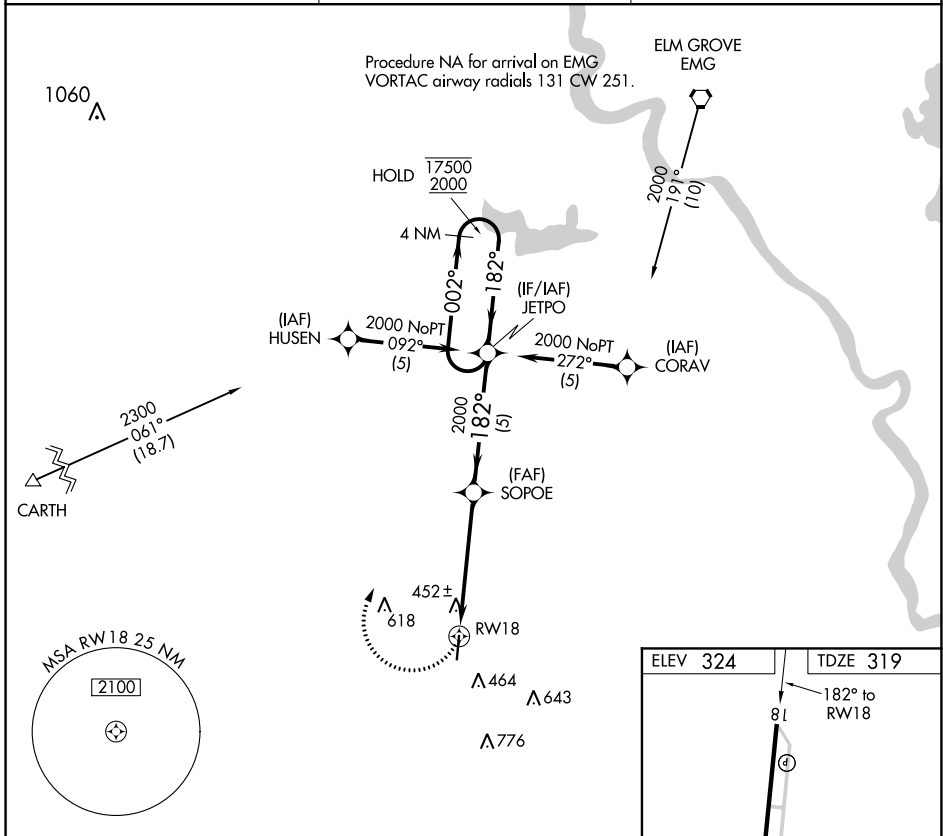 Procedure NA for arrival on EMG
VORTAC airway radials 131 CW 251.
ELM GROVE
EMG
1060
2000
191°
(10)
HOLD
17500
2000
4 NM
002°
182°
(IF/IAF)
JETPO
(IAF)
HUSEN
2000 NoPT
092°
(5)
2000 NoPT
272°
(5)
(IAF)
CORAV
2000
182°
(5)
2300
061°
(18.7)
CARTH
(FAF)
SOPOE
452±
618
RW18
464
643
776
MSA RW18 25 NM
2100
ELEV 324
TDZE 319
182° to
RW18
18
P